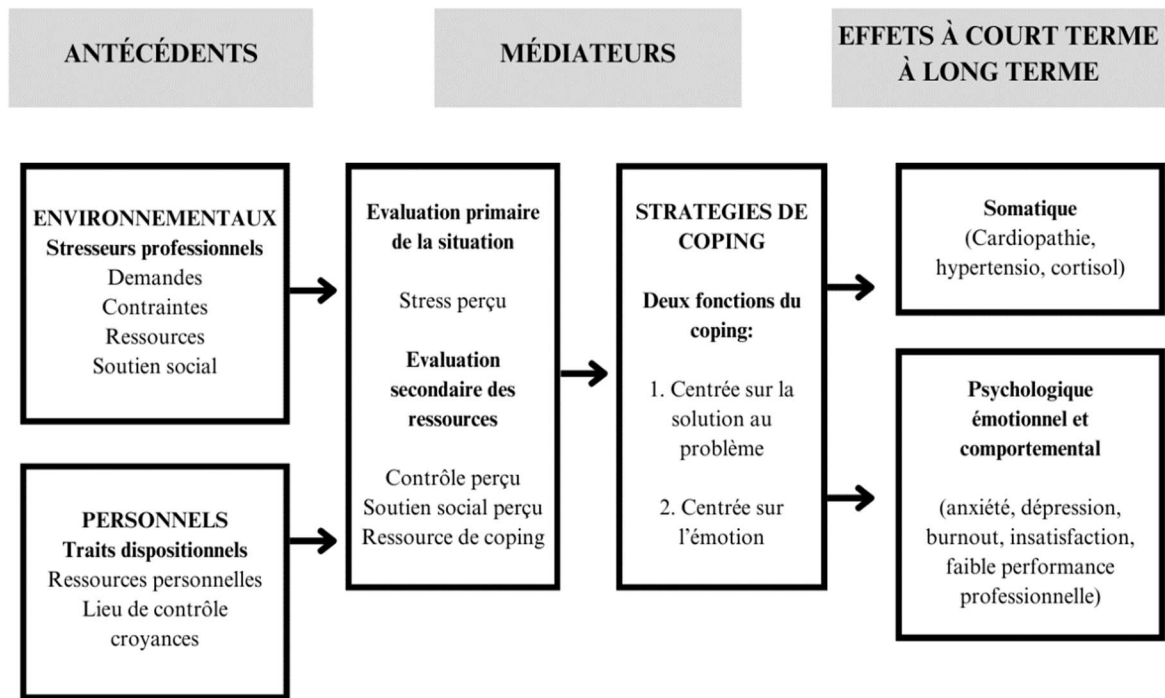 ANTÉCÉDENTS
MÉDIATEURS
EFFETS À COURT TERME
À LONG TERME
ENVIRONNEMENTAUX
Stresseurs professionnels
Demandes
Contraintes
Ressources
Soutien social
PERSONNELS
Traits dispositionnels
Ressources personnelles
Lieu de contrôle
croyances
Evaluation primaire
de la situation
Stress perçu
Evaluation
secondaire des
ressources
Contrôle perçu
Soutien social perçu
Ressource de coping
STRATEGIES DE
COPING
Deux fonctions du
coping:
1. Centrée sur la
solution au
problème
2. Centrée sur
l'émotion
Somatique
(Cardiopathie,
hypertensio, cortisol)
Psychologique
émotionnel et
comportemental
(anxiété, dépression,
burnout, insatisfaction,
faible performance
professionnelle)